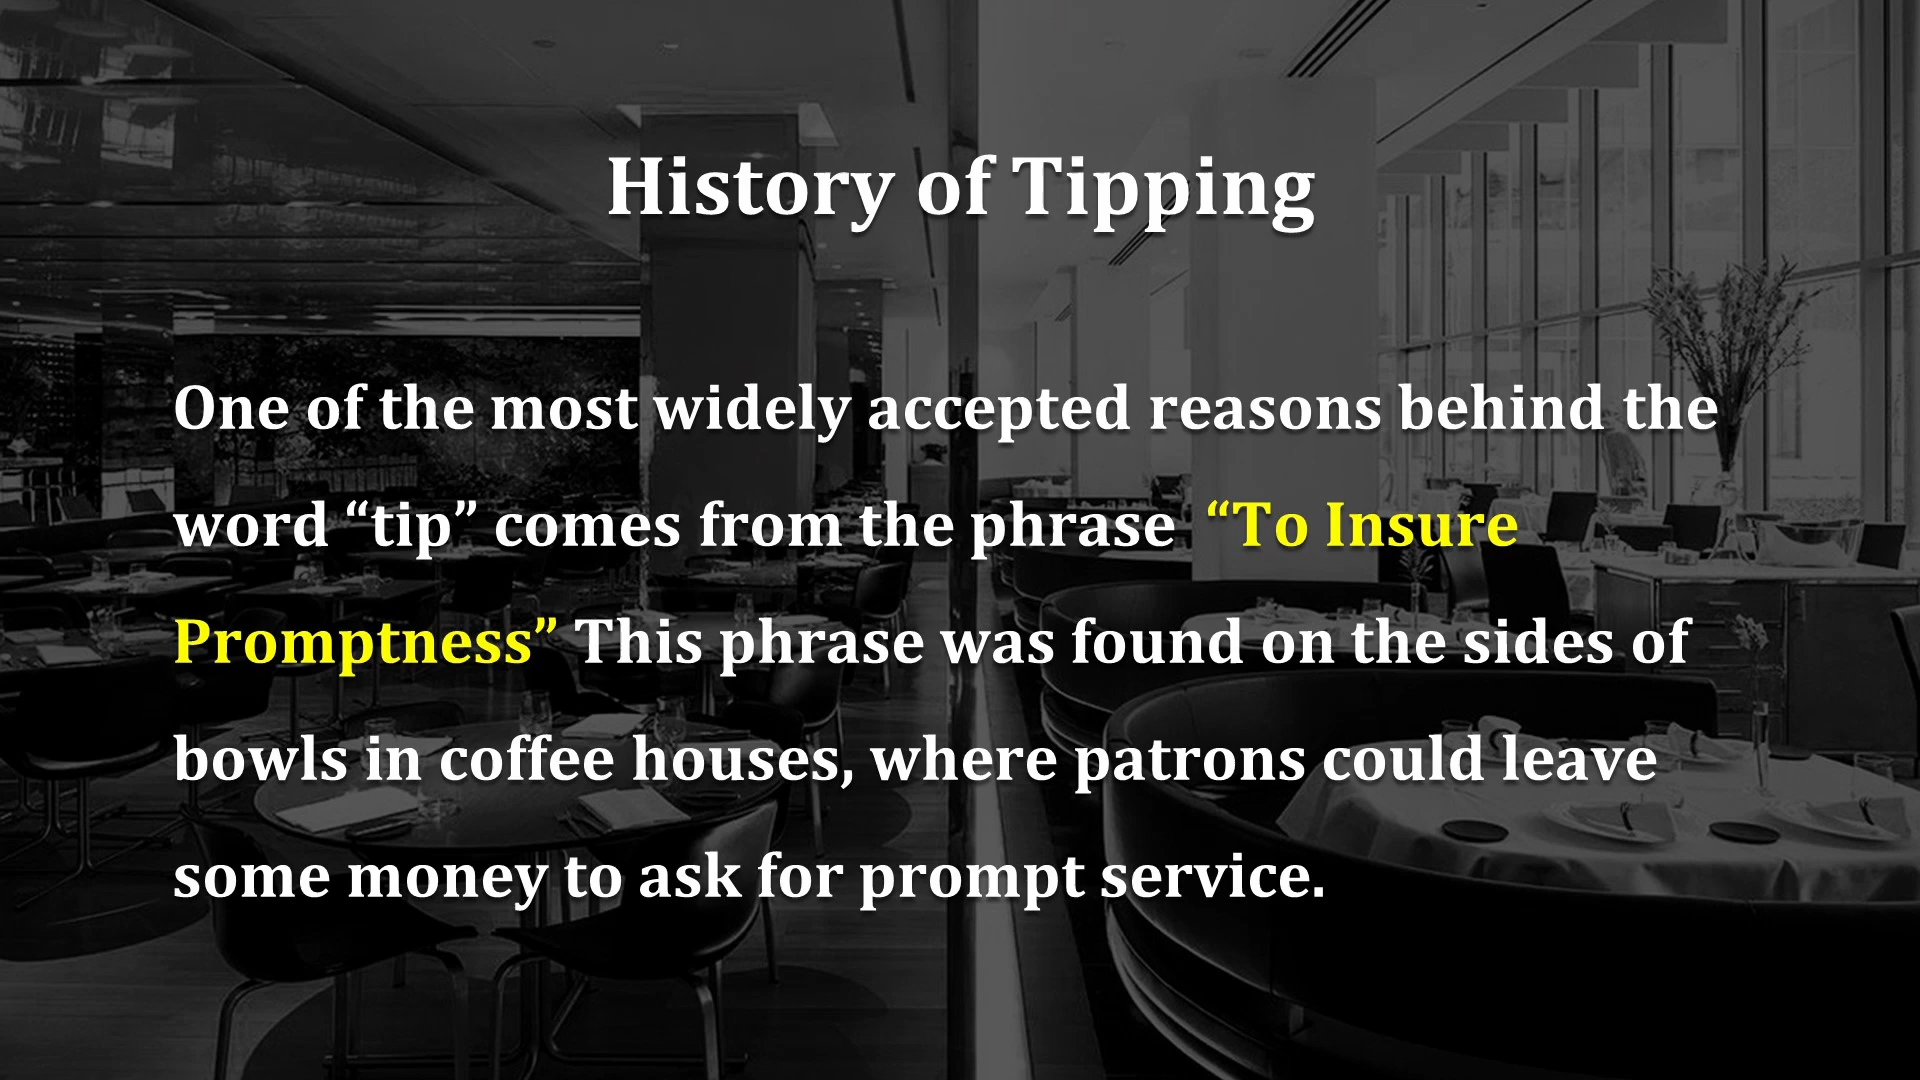 History of Tipping
One of the most widely accepted reasons behind the
word “tip” comes from the phrase  “To Insure
Promptness” This phrase was found on the sides of
bowls in coffee houses, where patrons could leave
some money to ask for prompt service.